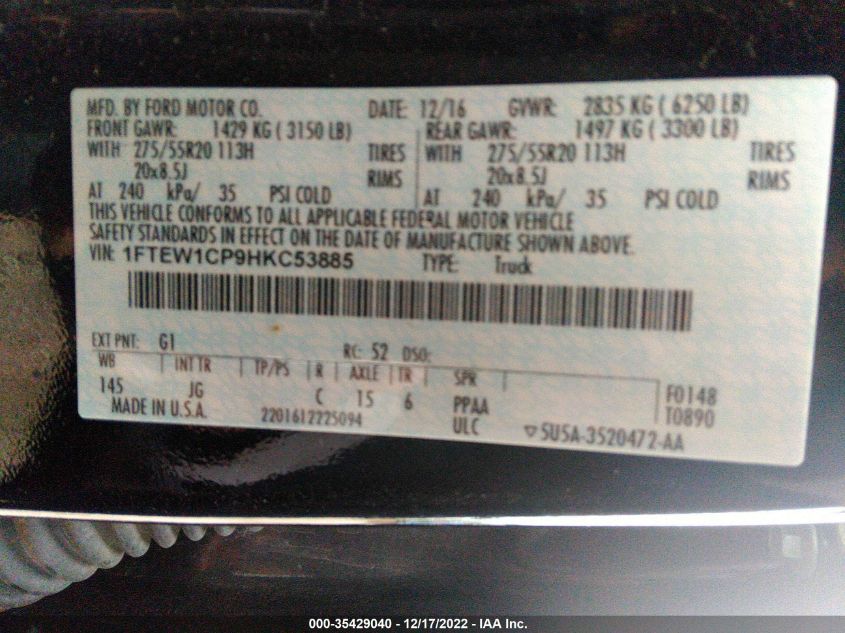 MFD. BY FORD MOTOR CO. DATE: 12/16 GVWR: 2835 KG ( 6250 LB)
FRONT GAWR: 1429 KG ( 3150 LB) REAR GAWR: 1497 KG ( 3300 LB)
WITH 275/55R20 113H TIRES WITH 275/55R20 113H TIRES
20x8.5J RIMS 20x8.5J RIMS
AT 240 kPa/ 35 PSI COLD AT 240 kPa/ 35 PSI COLD
THIS VEHICLE CONFORMS TO ALL APPLICABLE FEDERAL MOTOR VEHICLE
SAFETY STANDARDS IN EFFECT ON THE DATE OF MANUFACTURE SHOWN ABOVE.
VIN: 1FTEW1CP9HKC53885 TYPE: Truck
EXT PNT: G1 RC: 52 DSO:
WB INT TR TP/PS R AXLE TR SPR
145 JG C 15 6 PPAA F0148
MADE IN U.S.A. 2201612225094 ULC T0890
▽5U5A-3520472-AA
000-35429040 - 12/17/2022 - IAA Inc.